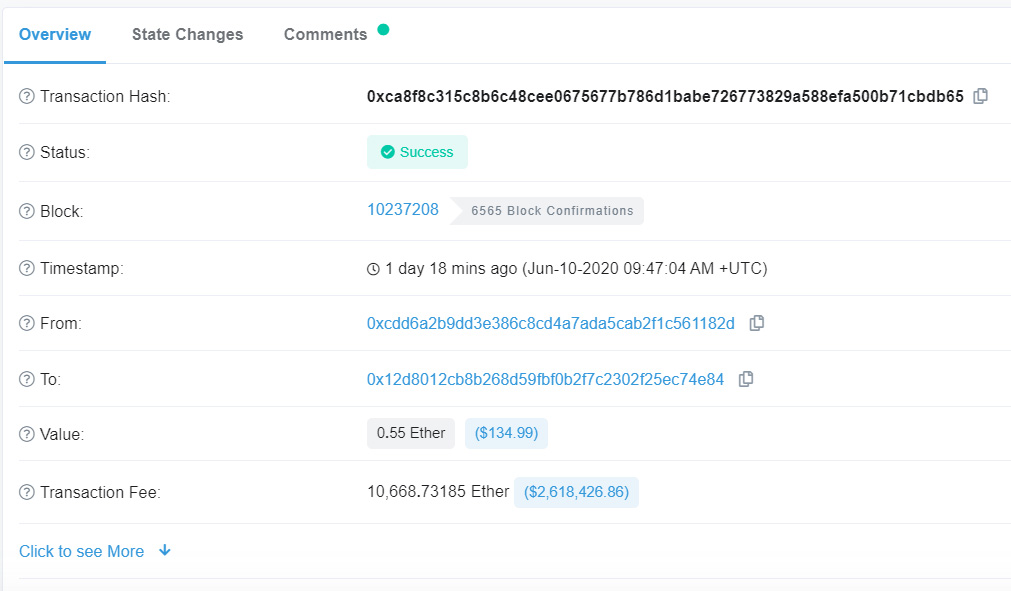 Overview State Changes Comments
Transaction Hash: 0xca8f8c315c8b6c48cee0675677b786d1babe726773829a588efa500b71cbdb65
Status: Success
Block: 10237208 6565 Block Confirmations
Timestamp: 1 day 18 mins ago (Jun-10-2020 09:47:04 AM +UTC)
From: 0xcdd6a2b9dd3e386c8cd4a7ada5cab2f1c561182d
To: 0x12d8012cb8b268d59fbf0b2f7c2302f25ec74e84
Value: 0.55 Ether ($134.99)
Transaction Fee: 10,668.73185 Ether ($2,618,426.86)
Click to see More